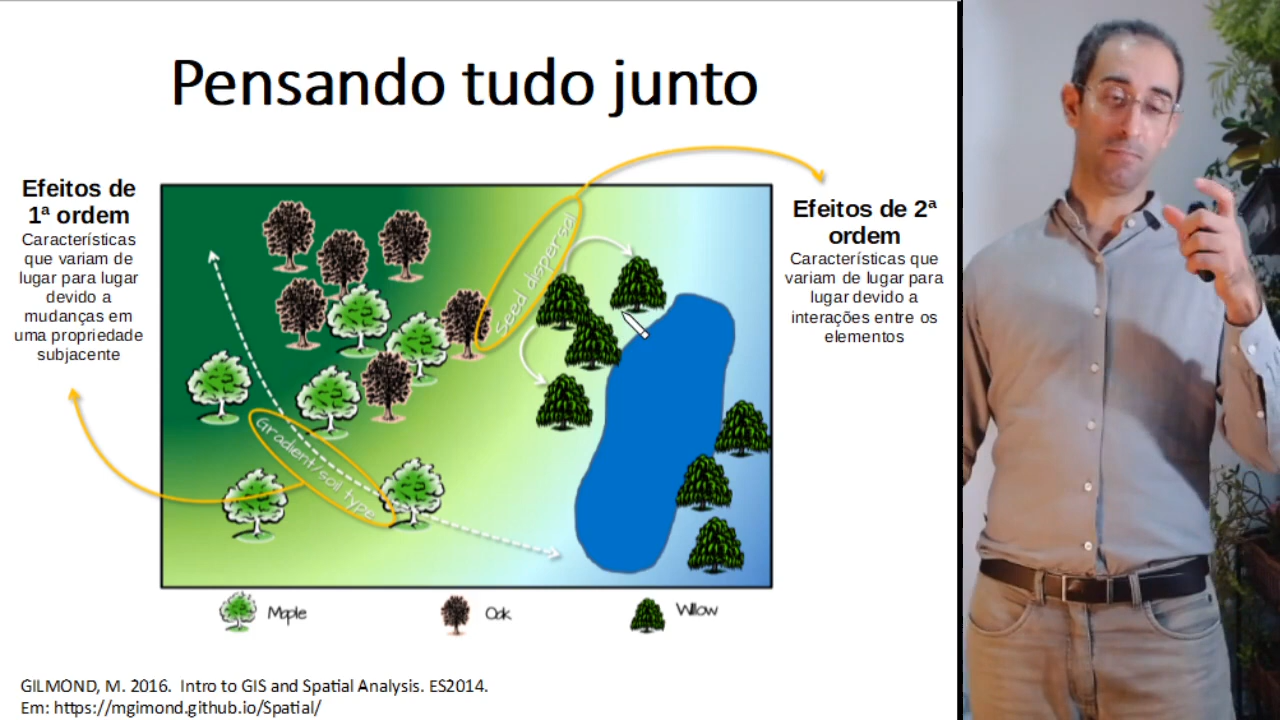 Pensando tudo junto
Efeitos de
1ª ordem
Características
que variam de
lugar para lugar
devido a
mudanças em
uma propriedade
subjacente
Seed dispersal
Gradient/soil type
Efeitos de 2ª
ordem
Características que
variam de lugar para
lugar devido a
interações entre os
elementos
Maple
Oak
Willow
GILMOND, M. 2016. Intro to GIS and Spatial Analysis. ES2014.
Em: https://mgimond.github.io/Spatial/